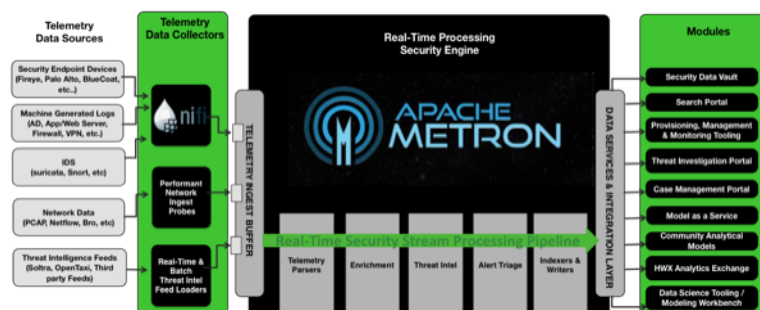 Telemetry
Data Sources
Security Endpoint Devices
(Fireye, Palo Alto, BlueCoat,
etc..)
Machine Generated Logs
(AD, App/Web Server,
Firewall, VPN, etc.)
IDS
(suricata, Snort, etc)
Network Data
(PCAP, Netflow, Bro, etc)
Threat Intelligence Feeds
(Soltra, OpenTaxi, Third
party Feeds)
Telemetry
Data Collectors
nifi
Performant
Network
Ingest
Probes
Real-Time &
Batch
Threat Intel
Feed Loaders
TELEMETRY INGEST BUFFER
Real-Time Processing
Security Engine
APACHE
METRON
Real-Time Security Stream Processing Pipeline
Telemetry
Parsers
Enrichment
Threat Intel
Alert Triage
Indexers &
Writers
DATA SERVICES & INTEGRATION LAYER
Modules
Security Data Vault
Search Portal
Provisioning, Management
& Monitoring Tooling
Threat Investigation Portal
Case Management Portal
Model as a Service
Community Analytical
Models
HWX Analytics Exchange
Data Science Tooling /
Modeling Workbench